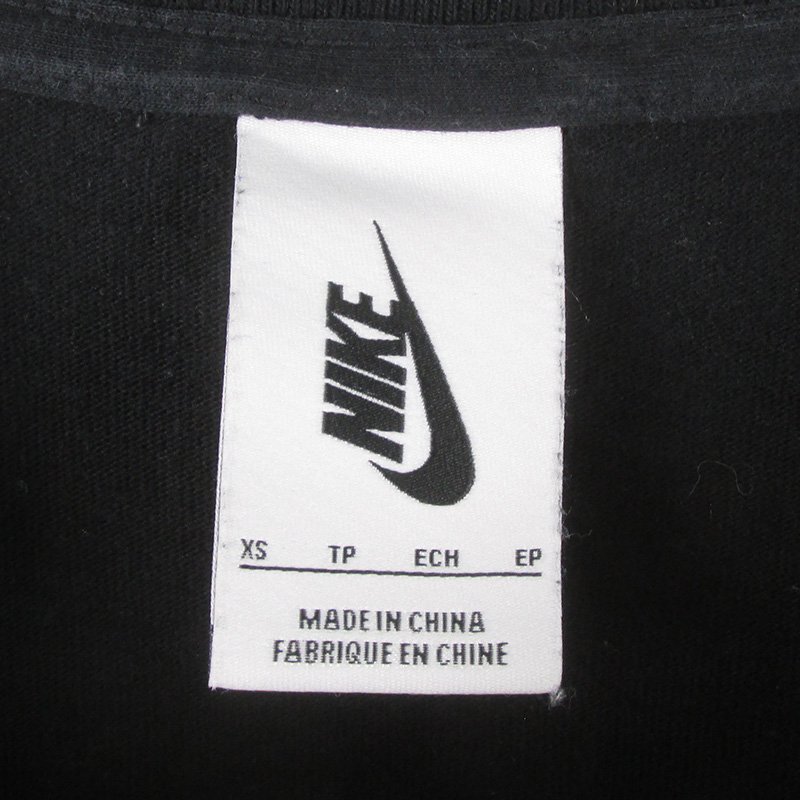 NIKE
XS TP ECH EP
MADE IN CHINA
FABRIQUE EN CHINE